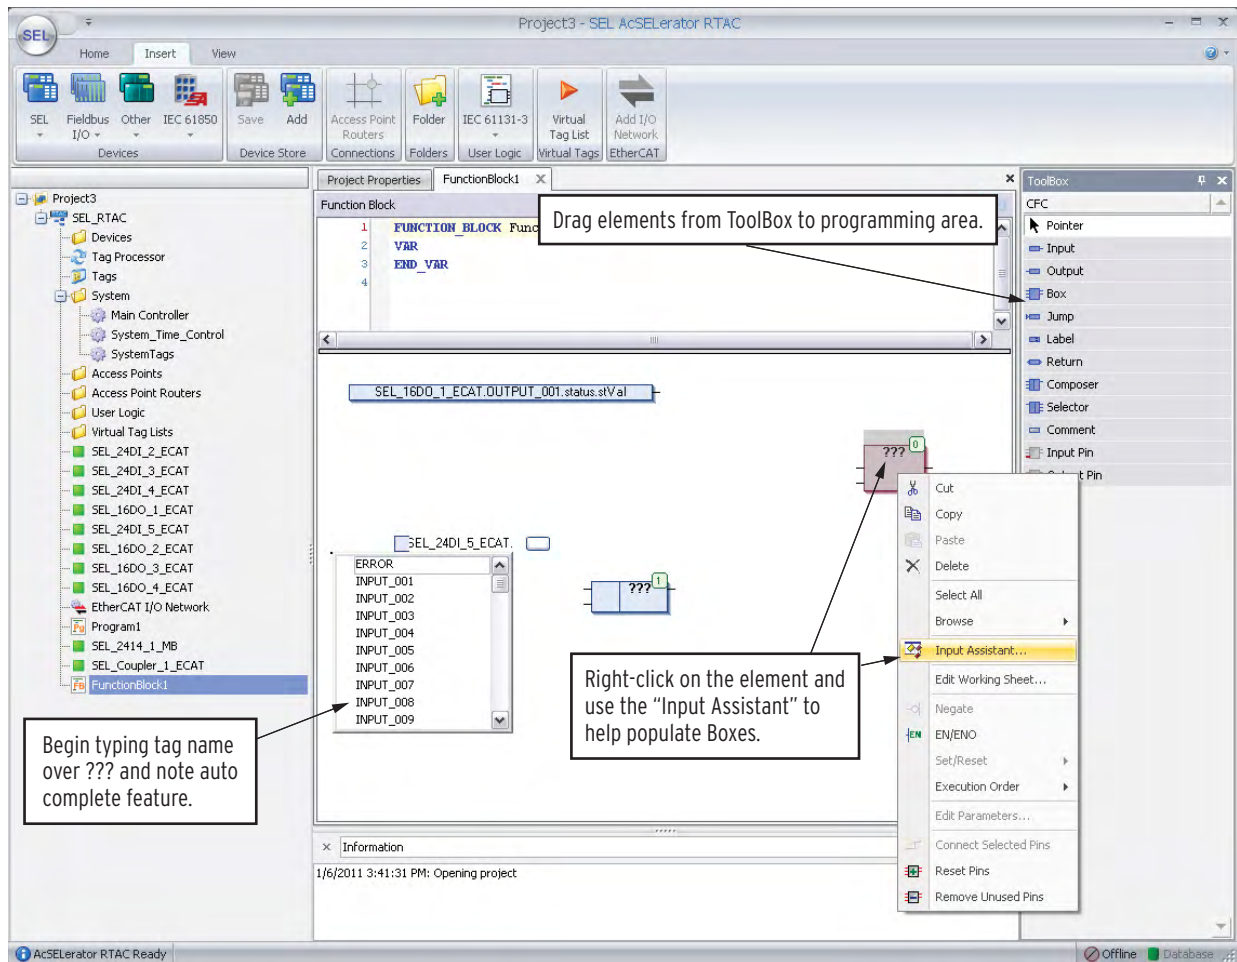 Project3 - SEL AcSELerator RTAC
SEL
Home Insert View
SEL Fieldbus I/O Other IEC 61850
Devices
Save Add
Device Store
Access Point Routers
Connections
Folder
Folders
IEC 61131-3
User Logic
Virtual Tag List
Virtual Tags
Add I/O Network
EtherCAT
Project3
SEL_RTAC
Devices
Tag Processor
Tags
System
Main Controller
System_Time_Control
SystemTags
Access Points
Access Point Routers
User Logic
Virtual Tag Lists
SEL_24DI_2_ECAT
SEL_24DI_3_ECAT
SEL_24DI_4_ECAT
SEL_16DO_1_ECAT
SEL_24DI_5_ECAT
SEL_16DO_2_ECAT
SEL_16DO_3_ECAT
SEL_16DO_4_ECAT
EtherCAT I/O Network
Program1
SEL_2414_1_MB
SEL_Coupler_1_ECAT
FunctionBlock1
Begin typing tag name
over ??? and note auto
complete feature.
Project Properties FunctionBlock1 X
Function Block
1 FUNCTION_BLOCK Func
2 VAR
3 END_VAR
4
Drag elements from ToolBox to programming area.
SEL_16DO_1_ECAT.OUTPUT_001.status.stVal
??? 0
SEL_24DI_5_ECAT.
ERROR
INPUT_001
INPUT_002
INPUT_003
INPUT_004
INPUT_005
INPUT_006
INPUT_007
INPUT_008
INPUT_009
??? 1
Right-click on the element and
use the “Input Assistant” to
help populate Boxes.
Cut
Copy
Paste
Delete
Select All
Browse
Input Assistant...
Edit Working Sheet...
Negate
EN EN/ENO
Set/Reset
Execution Order
Edit Parameters...
Connect Selected Pins
Reset Pins
Remove Unused Pins
ToolBox
CFC
Pointer
Input
Output
Box
Jump
Label
Return
Composer
Selector
Comment
Input Pin
Pin
Information
1/6/2011 3:41:31 PM: Opening project
AcSELerator RTAC Ready
Offline Database